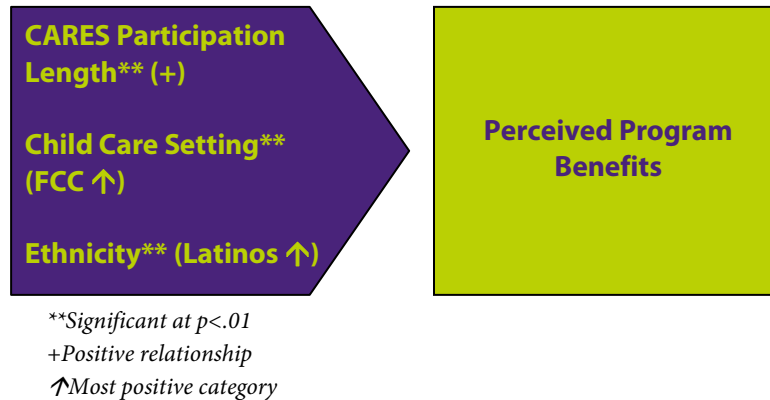 CARES Participation
Length** (+)
Child Care Setting**
(FCC ↑)
Ethnicity** (Latinos ↑)
Perceived Program
Benefits
**Significant at p<.01
+Positive relationship
↑Most positive category